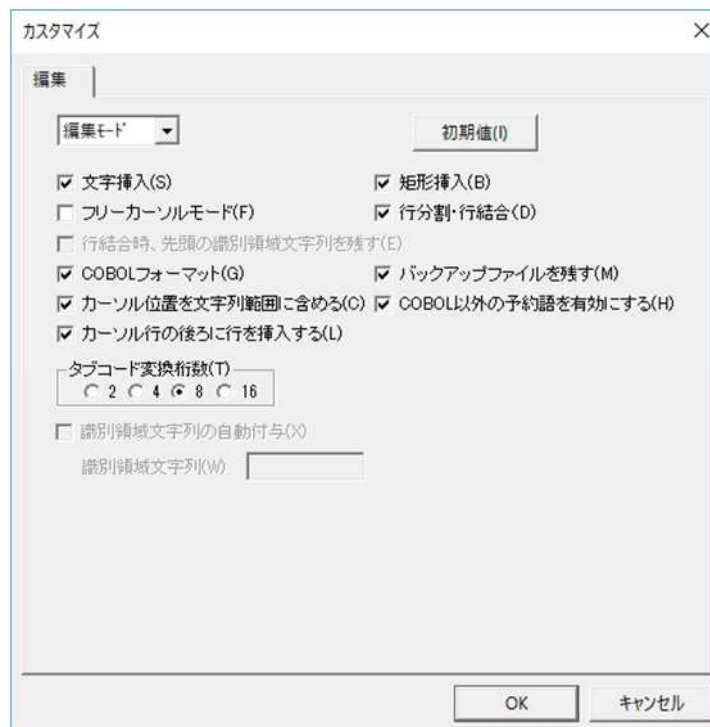 カスタマイズ
編集
編集ﾓｰﾄﾞ
初期値(I)
文字挿入(S)
矩形挿入(B)
フリーカーソルモード(F)
行分割・行結合(D)
行結合時、先頭の識別領域文字列を残す(E)
COBOLフォーマット(G)
バックアップファイルを残す(M)
カーソル位置を文字列範囲に含める(C)
COBOL以外の予約語を有効にする(H)
カーソル行の後ろに行を挿入する(L)
タブコード変換桁数(T)
2 4 8 16
識別領域文字列の自動付与(X)
識別領域文字列(W)
OK
キャンセル